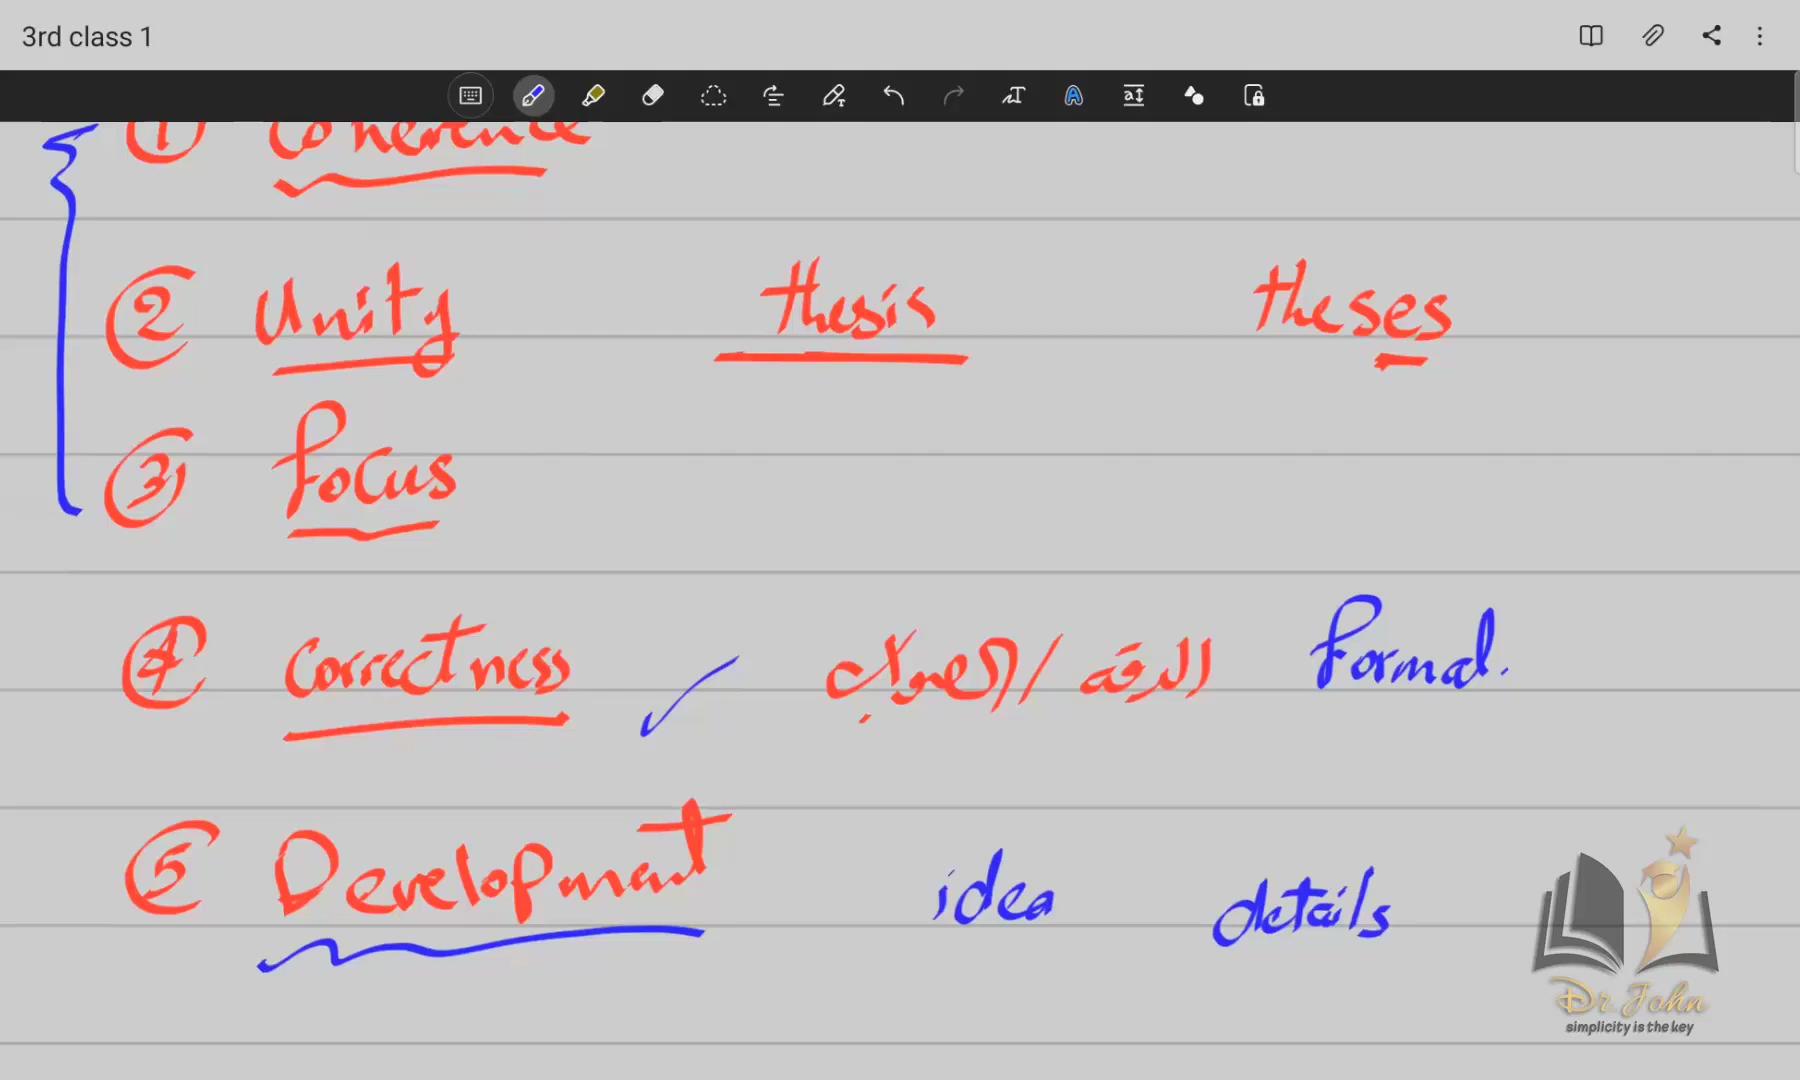 3rd class 1
① Coherence
② Unity thesis theses
③ focus
④ Correctness الدقة / الصواب formal.
⑤ Development idea details
Dr. John
simplicity is the key